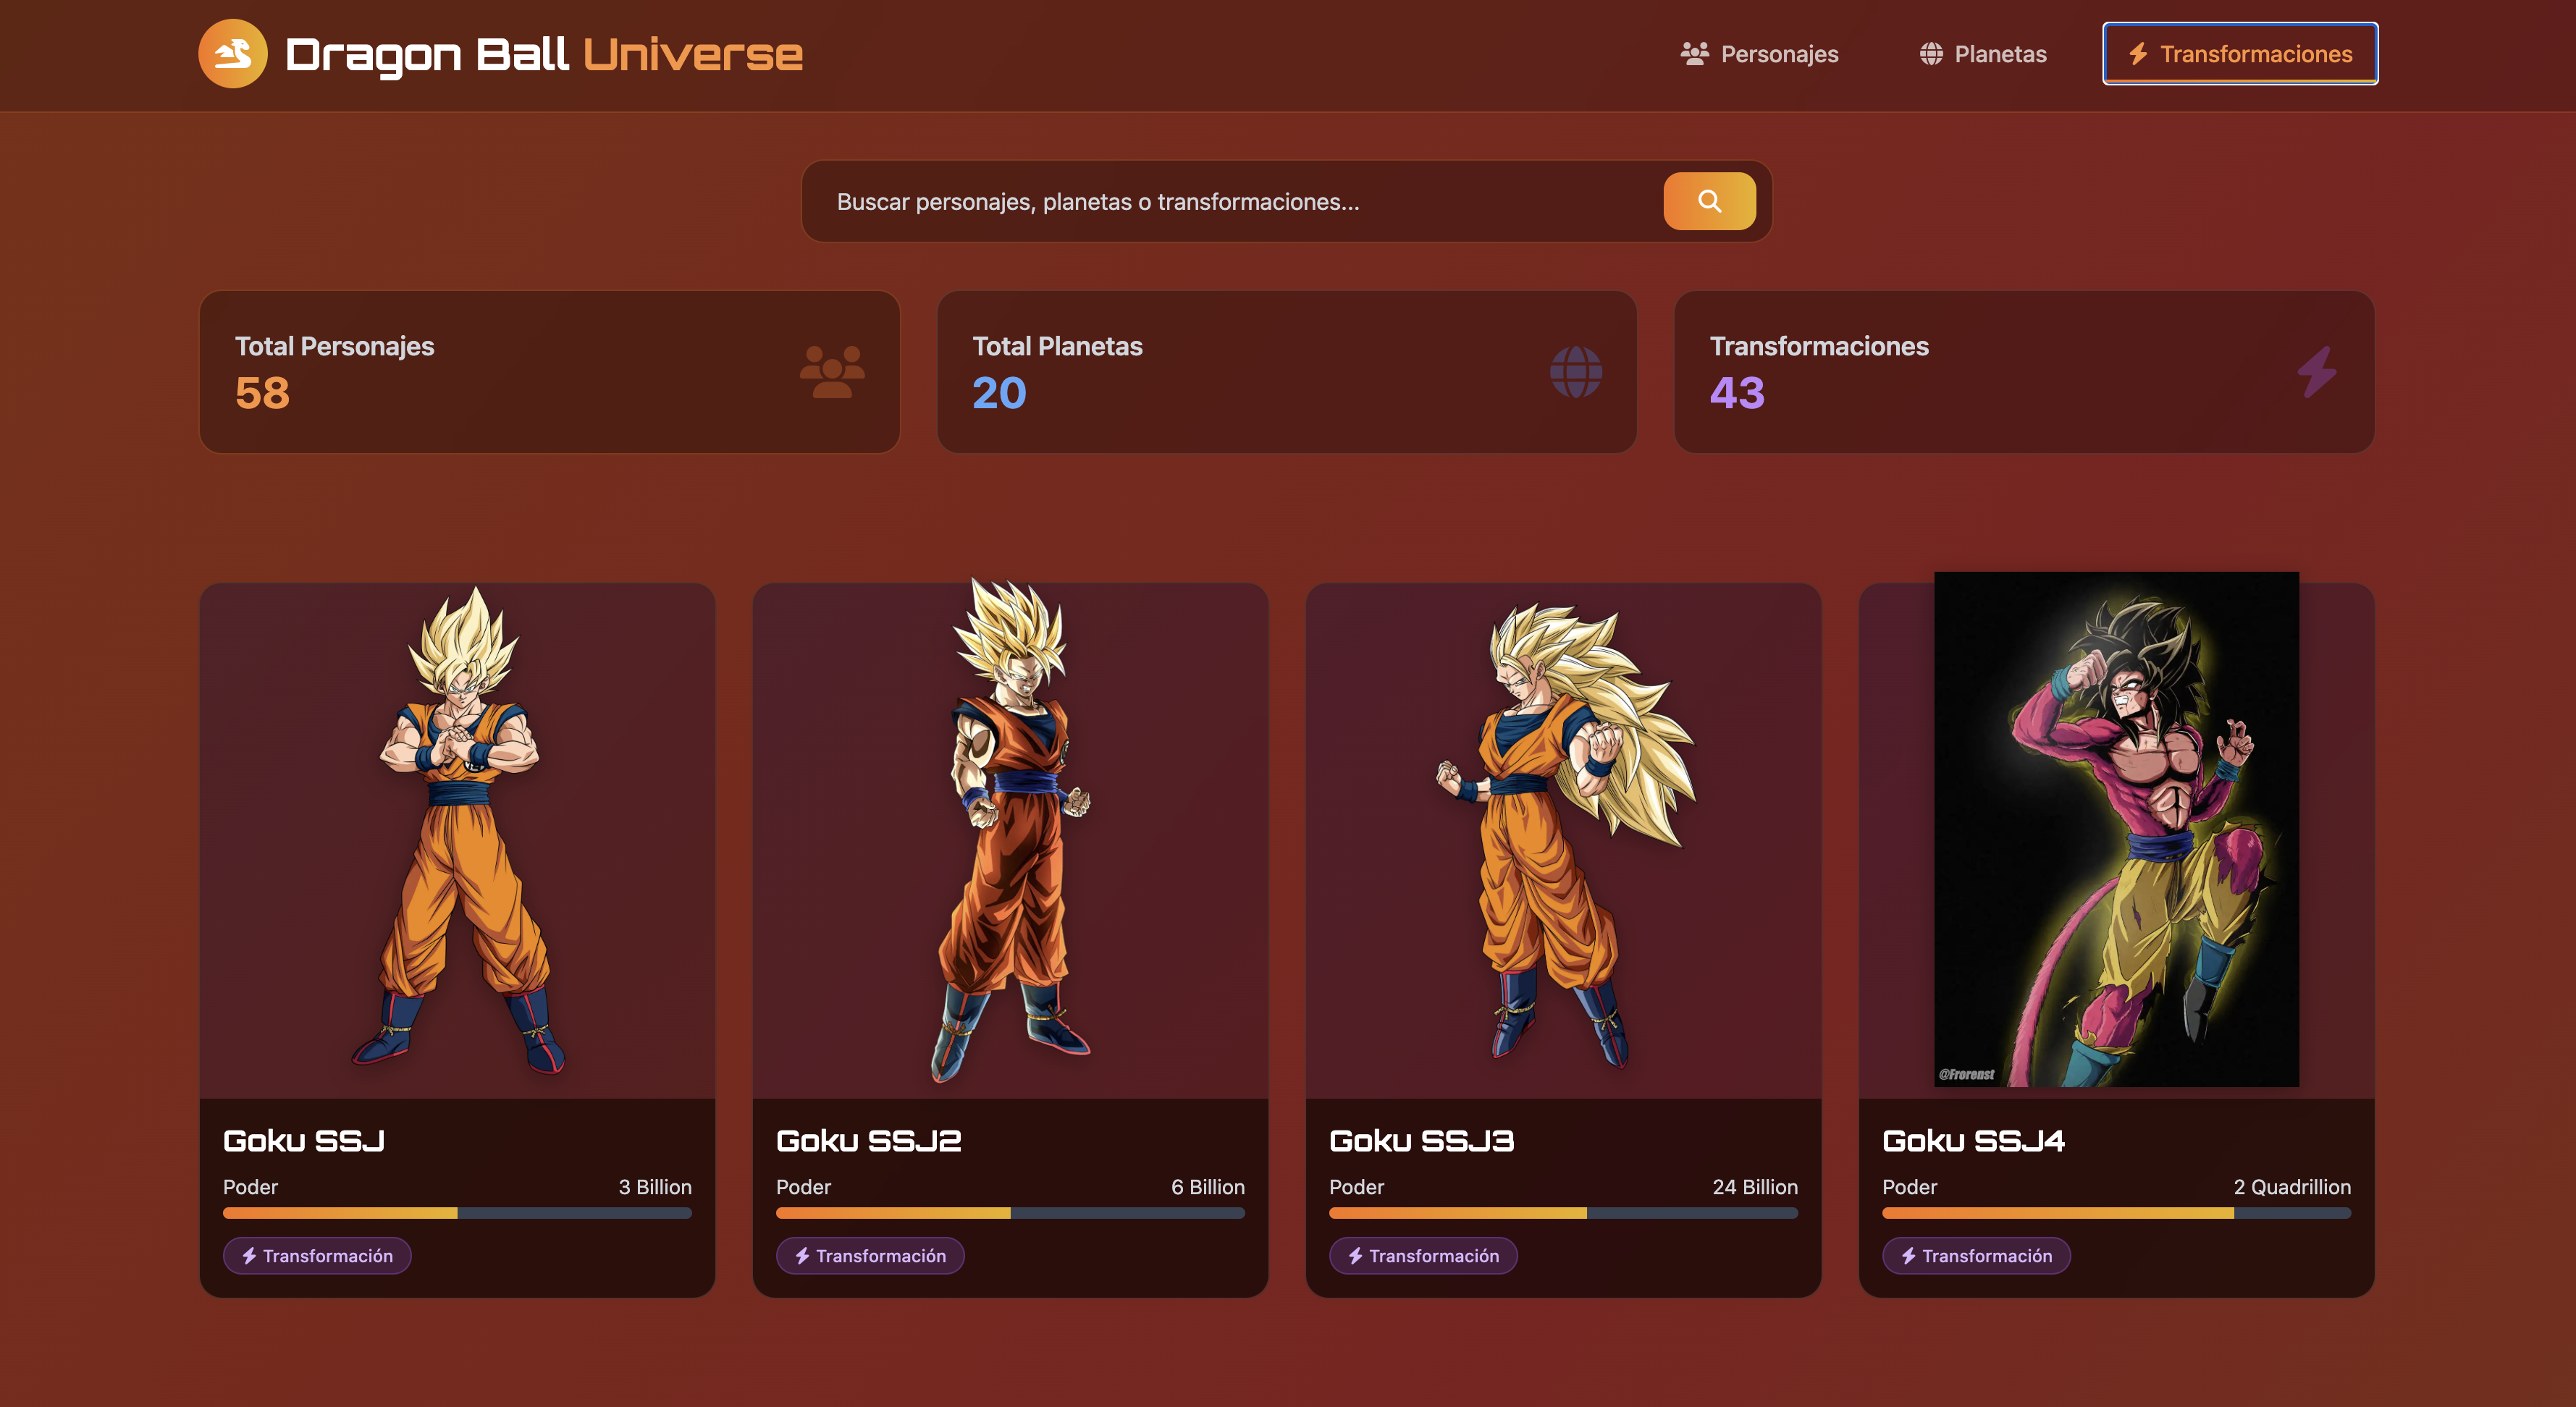 Dragon Ball Universe
Personajes
Planetas
Transformaciones
Buscar personajes, planetas o transformaciones...
Total Personajes
58
Total Planetas
20
Transformaciones
43
@Frorenst
Goku SSJ
Poder 3 Billion
Transformación
Goku SSJ2
Poder 6 Billion
Transformación
Goku SSJ3
Poder 24 Billion
Transformación
Goku SSJ4
Poder 2 Quadrillion
Transformación